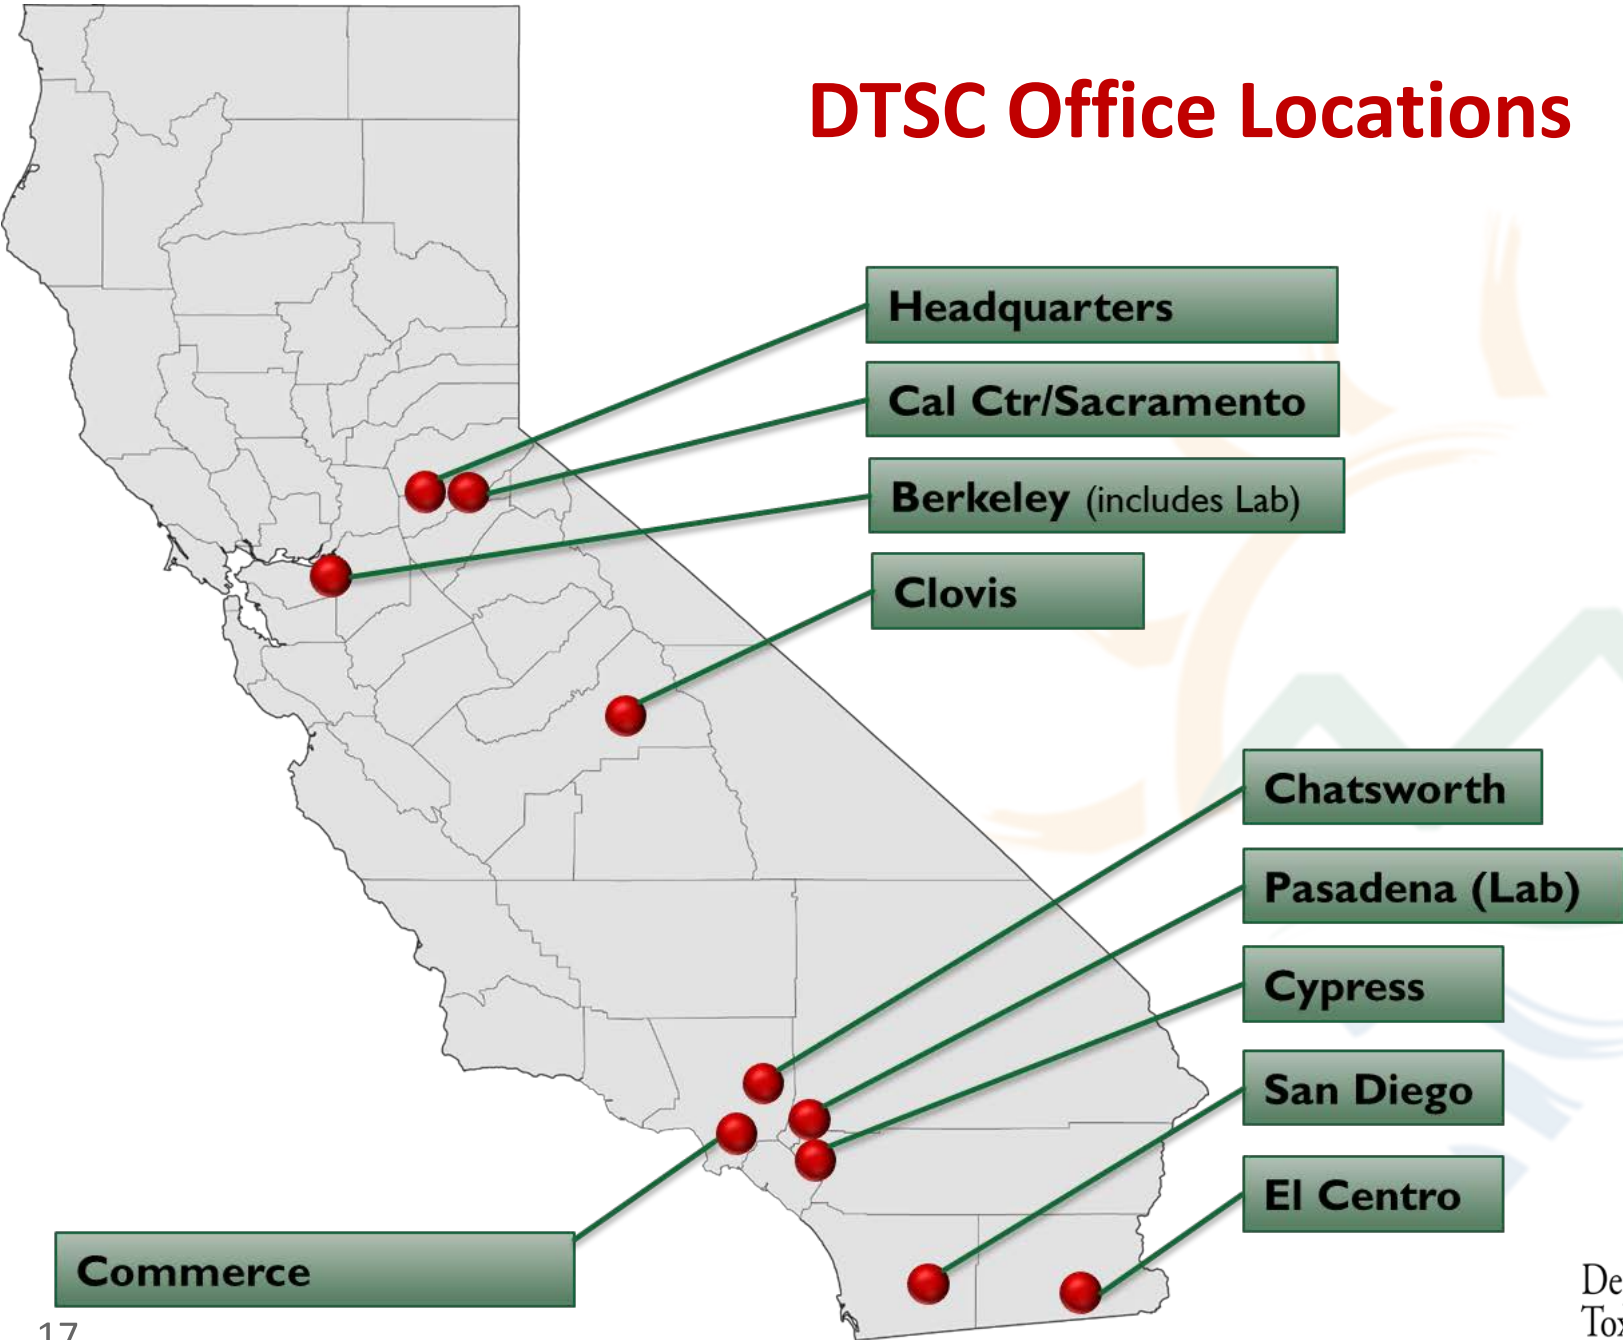 DTSC Office Locations
Headquarters
Cal Ctr/Sacramento
Berkeley (includes Lab)
Clovis
Chatsworth
Pasadena (Lab)
Cypress
San Diego
El Centro
Commerce
17